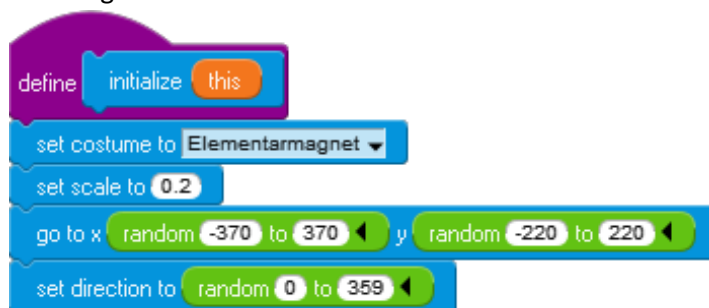 define initialize this
set costume to Elementarmagnet
set scale to 0.2
go to x random -370 to 370 y random -220 to 220
set direction to random 0 to 359